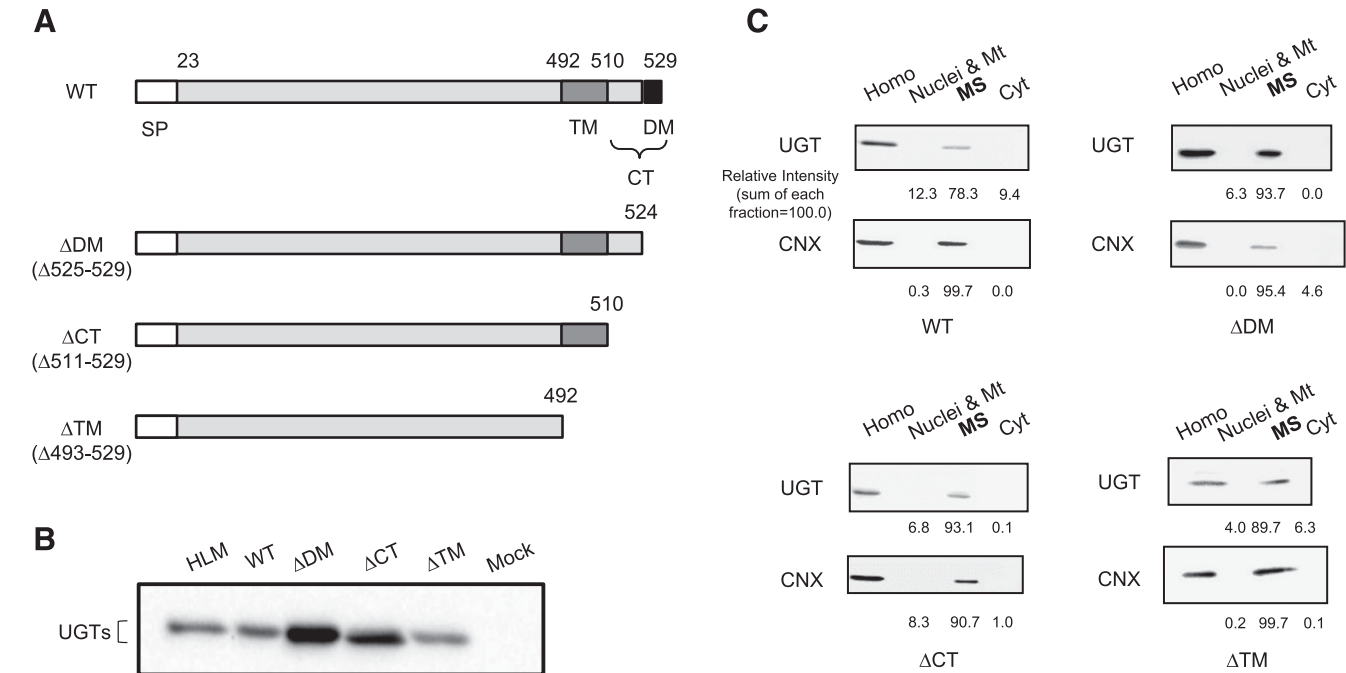 A
23 492 510 529
WT
SP TM DM
CT
524
ΔDM
(Δ525-529)
510
ΔCT
(Δ511-529)
492
ΔTM
(Δ493-529)
B
HLM WT ΔDM ΔCT ΔTM Mock
UGTs
C
Homo Nuclei & Mt MS Cyt
UGT
Relative Intensity
(sum of each
fraction=100.0)
12.3 78.3 9.4
CNX
0.3 99.7 0.0
WT
Homo Nuclei & Mt MS Cyt
UGT
6.3 93.7 0.0
CNX
0.0 95.4 4.6
ΔDM
Homo Nuclei & Mt MS Cyt
UGT
6.8 93.1 0.1
CNX
8.3 90.7 1.0
ΔCT
Homo Nuclei & Mt MS Cyt
UGT
4.0 89.7 6.3
CNX
0.2 99.7 0.1
ΔTM